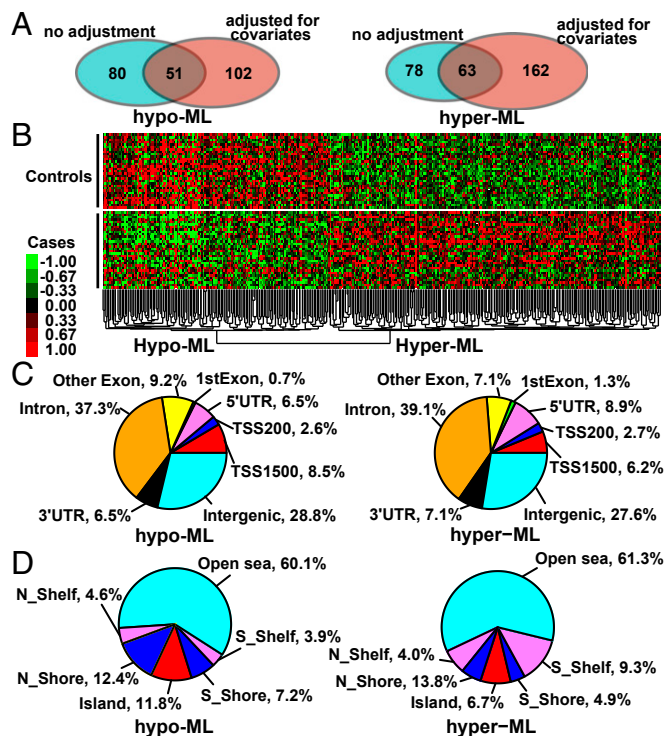 A
no adjustment
adjusted for
covariates
80
51
102
hypo-ML
no adjustment
adjusted for
covariates
78
63
162
hyper-ML
B
Controls
Cases
-1.00
-0.67
-0.33
0.00
0.33
0.67
1.00
Hypo-ML
Hyper-ML
C
Other Exon, 9.2%
1stExon, 0.7%
Intron, 37.3%
5'UTR, 6.5%
TSS200, 2.6%
TSS1500, 8.5%
3'UTR, 6.5%
Intergenic, 28.8%
hypo-ML
Other Exon, 7.1%
1stExon, 1.3%
Intron, 39.1%
5'UTR, 8.9%
TSS200, 2.7%
TSS1500, 6.2%
3'UTR, 7.1%
Intergenic, 27.6%
hyper−ML
D
Open sea, 60.1%
N_Shelf,
4.6%
S_Shelf, 3.9%
N_Shore, 12.4%
S_Shore, 7.2%
Island, 11.8%
hypo-ML
Open sea, 61.3%
N_Shelf,
4.0%
S_Shelf,
9.3%
N_Shore, 13.8%
S_Shore, 4.9%
Island, 6.7%
hyper−ML